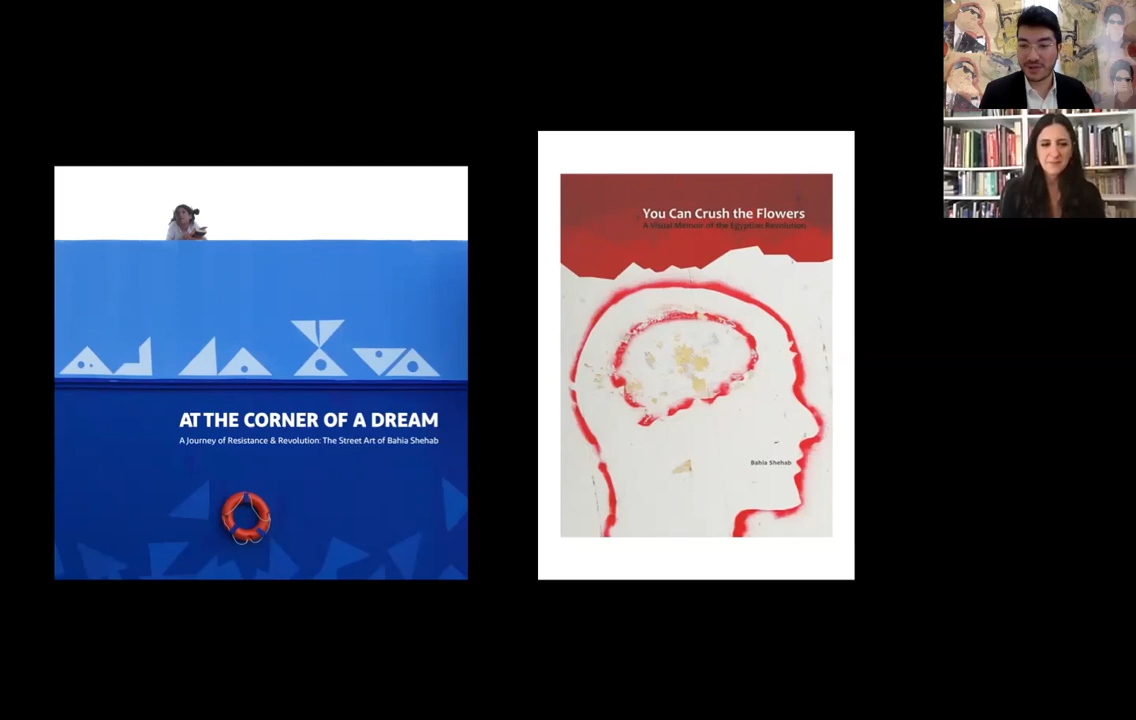 AT THE CORNER OF A DREAM
A Journey of Resistance & Revolution: The Street Art of Bahia Shehab
You Can Crush the Flowers
A Visual Memoir of the Egyptian Revolution
Bahia Shehab